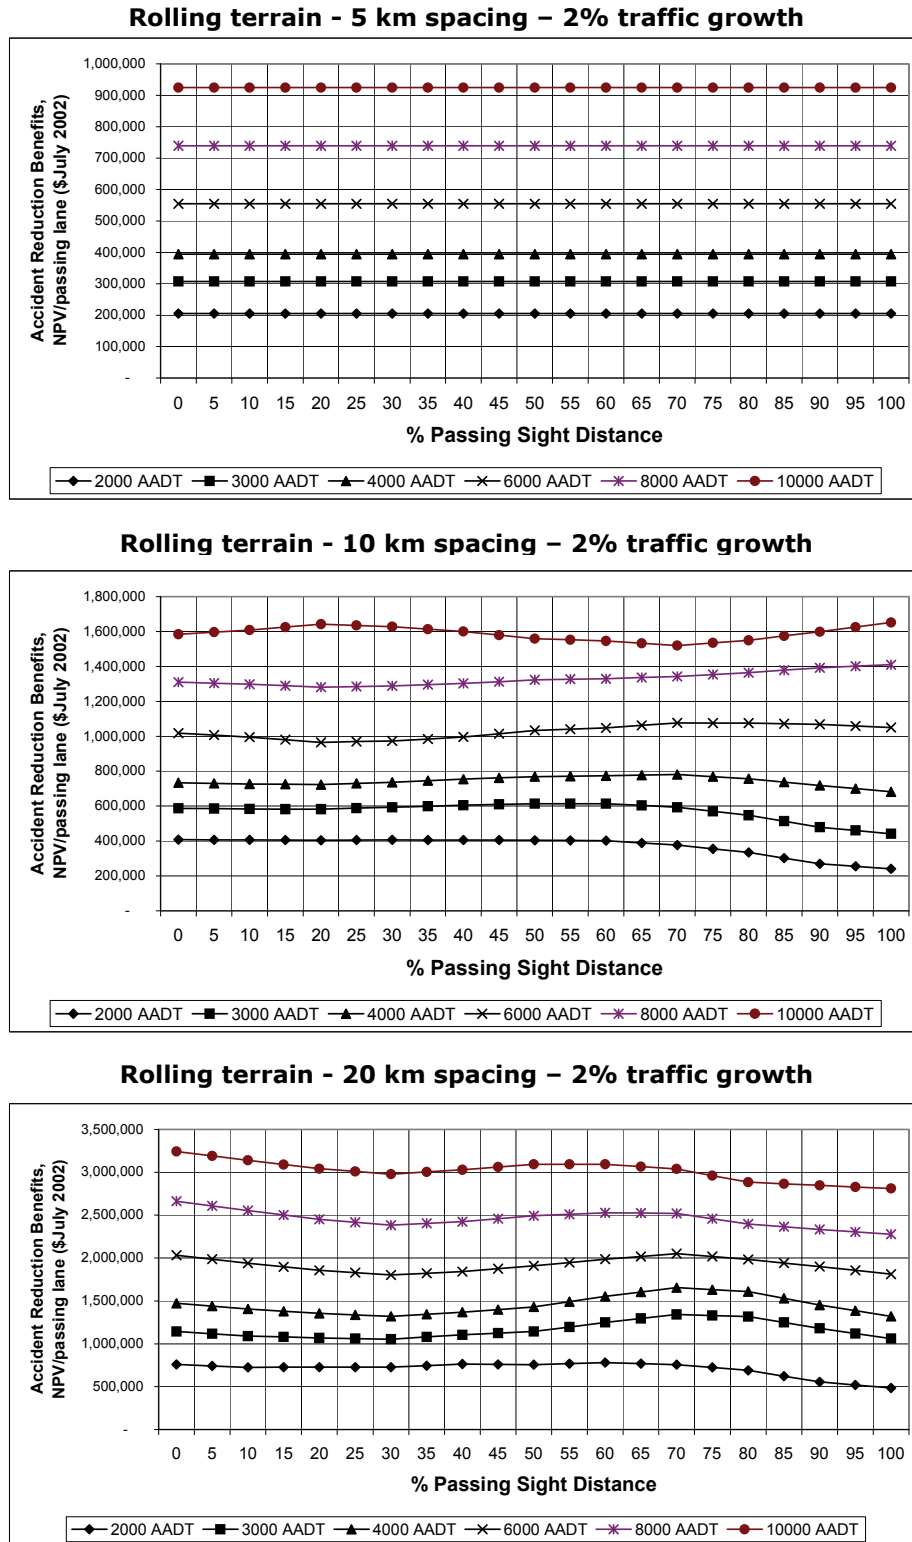 Rolling terrain - 5 km spacing – 2% traffic growth
Accident Reduction Benefits,
NPV/passing lane ($July 2002)
1,000,000
900,000
800,000
700,000
600,000
500,000
400,000
300,000
200,000
100,000
-
0 5 10 15 20 25 30 35 40 45 50 55 60 65 70 75 80 85 90 95 100
% Passing Sight Distance
2000 AADT 3000 AADT 4000 AADT 6000 AADT 8000 AADT 10000 AADT
Rolling terrain - 10 km spacing – 2% traffic growth
Accident Reduction Benefits,
NPV/passing lane ($July 2002)
1,800,000
1,600,000
1,400,000
1,200,000
1,000,000
800,000
600,000
400,000
200,000
-
0 5 10 15 20 25 30 35 40 45 50 55 60 65 70 75 80 85 90 95 100
% Passing Sight Distance
2000 AADT 3000 AADT 4000 AADT 6000 AADT 8000 AADT 10000 AADT
Rolling terrain - 20 km spacing – 2% traffic growth
Accident Reduction Benefits,
NPV/passing lane ($July 2002)
3,500,000
3,000,000
2,500,000
2,000,000
1,500,000
1,000,000
500,000
-
0 5 10 15 20 25 30 35 40 45 50 55 60 65 70 75 80 85 90 95 100
% Passing Sight Distance
2000 AADT 3000 AADT 4000 AADT 6000 AADT 8000 AADT 10000 AADT